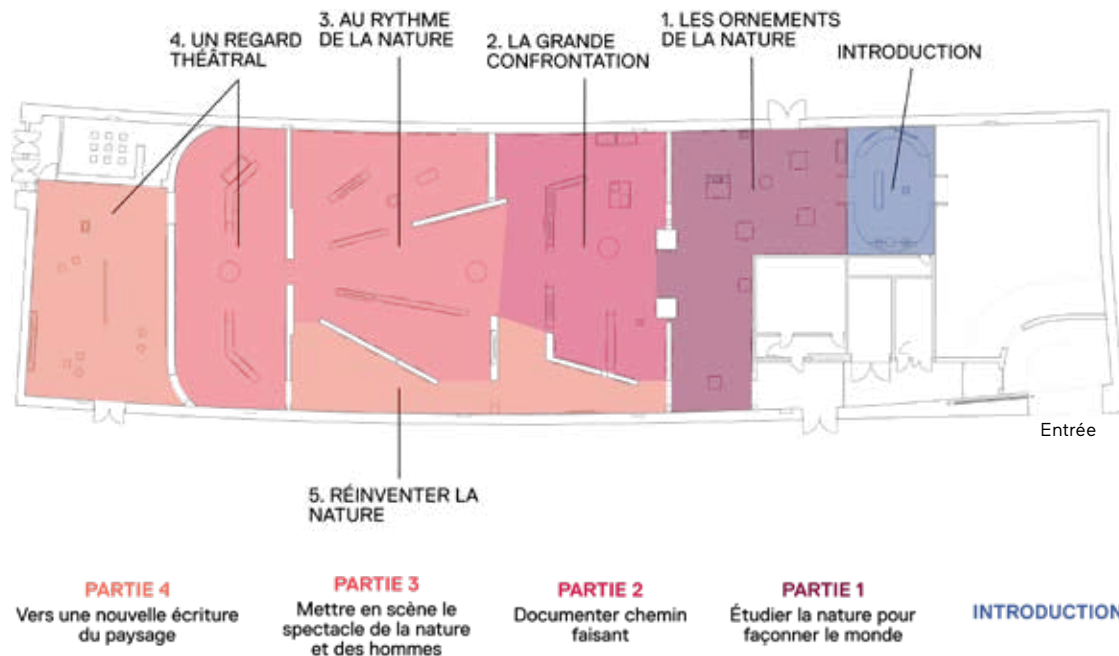 3. AU RYTHME
DE LA NATURE
1. LES ORNEMENTS
DE LA NATURE
4. UN REGARD
THÉÂTRAL
2. LA GRANDE
CONFRONTATION
INTRODUCTION
Entrée
5. RÉINVENTER LA
NATURE
PARTIE 4
Vers une nouvelle écriture
du paysage
PARTIE 3
Mettre en scène le
spectacle de la nature
et des hommes
PARTIE 2
Documenter chemin
faisant
PARTIE 1
Étudier la nature pour
façonner le monde
INTRODUCTION